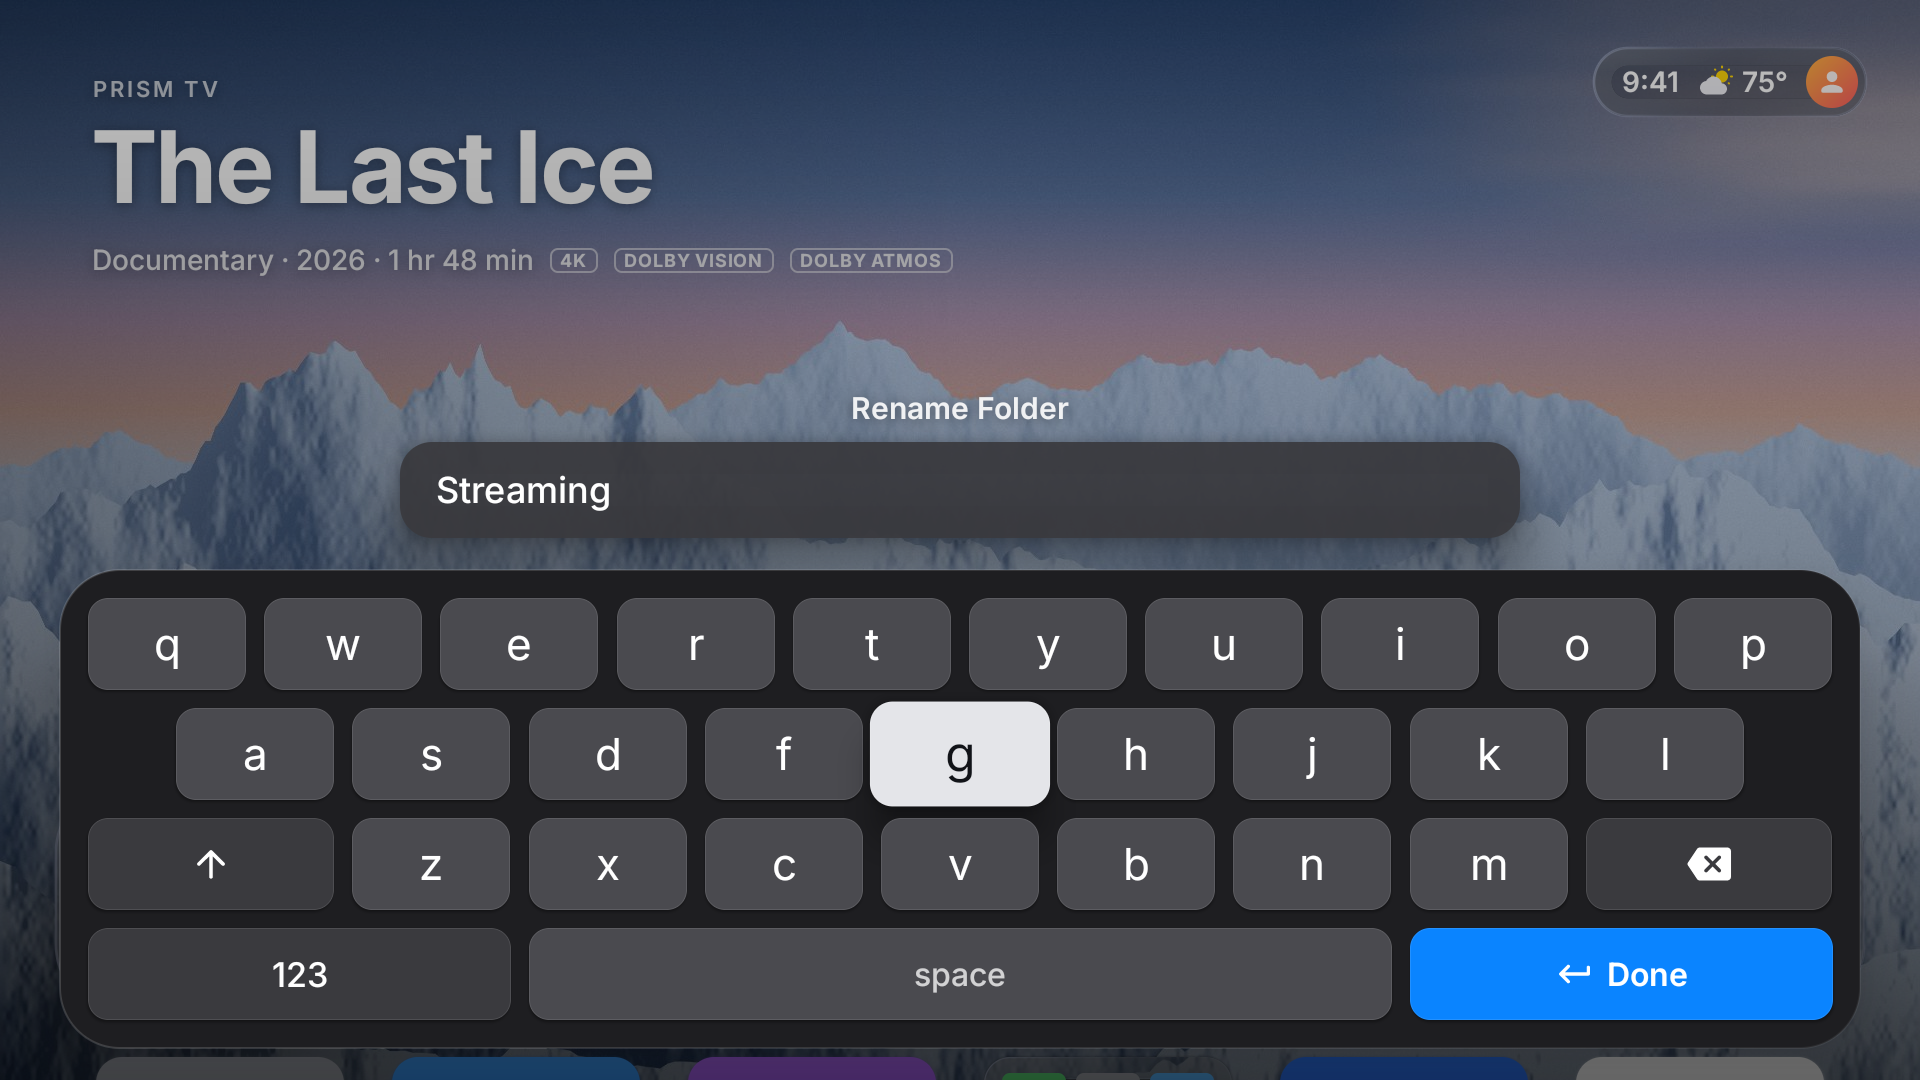 PRISM TV
9:41 75°
The Last Ice
Documentary · 2026 · 1 hr 48 min 4K DOLBY VISION DOLBY ATMOS
Rename Folder
Streaming
q w e r t y u i o p
a s d f g h j k l
z x c v b n m
123 space Done